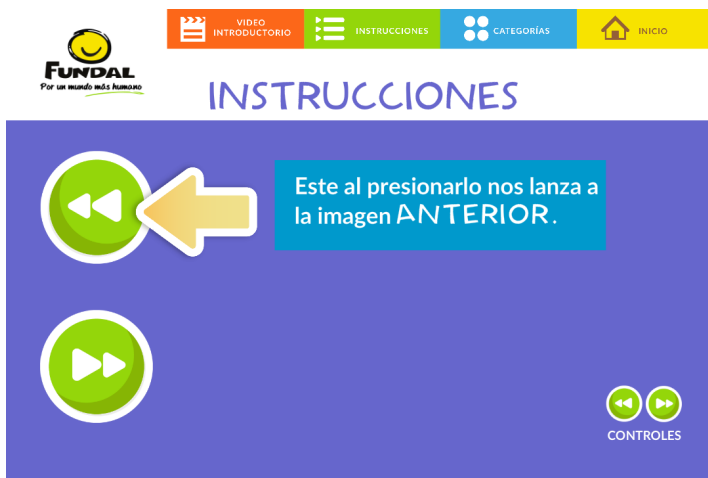 VIDEO
INTRODUCTORIO
INSTRUCCIONES
CATEGORÍAS
INICIO
FUNDAL
Por un mundo más humano
INSTRUCCIONES
Este al presionarlo nos lanza a
la imagen ANTERIOR.
CONTROLES